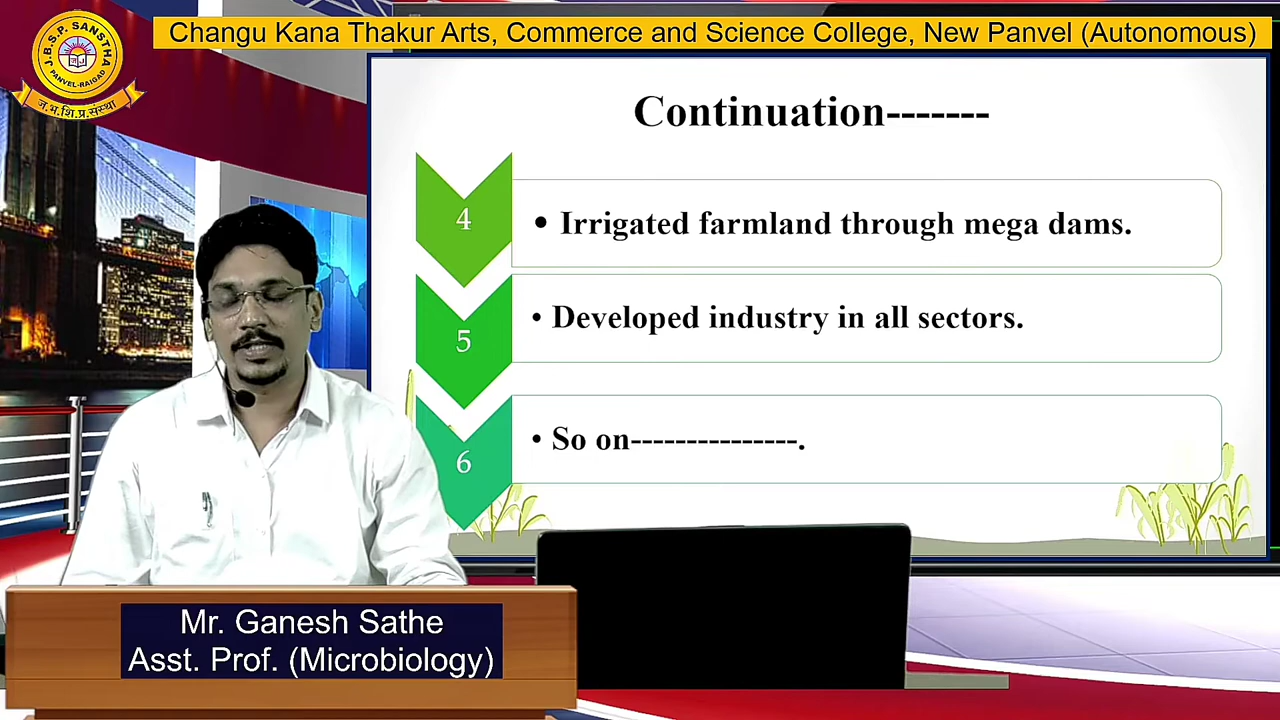 J.B.S.P. SANSTHA
PANVEL-RAIGAD
ज.भ.शि.प्र.संस्था
Changu Kana Thakur Arts, Commerce and Science College, New Panvel (Autonomous)
Continuation-------
4
• Irrigated farmland through mega dams.
5
• Developed industry in all sectors.
6
• So on---------------.
Mr. Ganesh Sathe
Asst. Prof. (Microbiology)